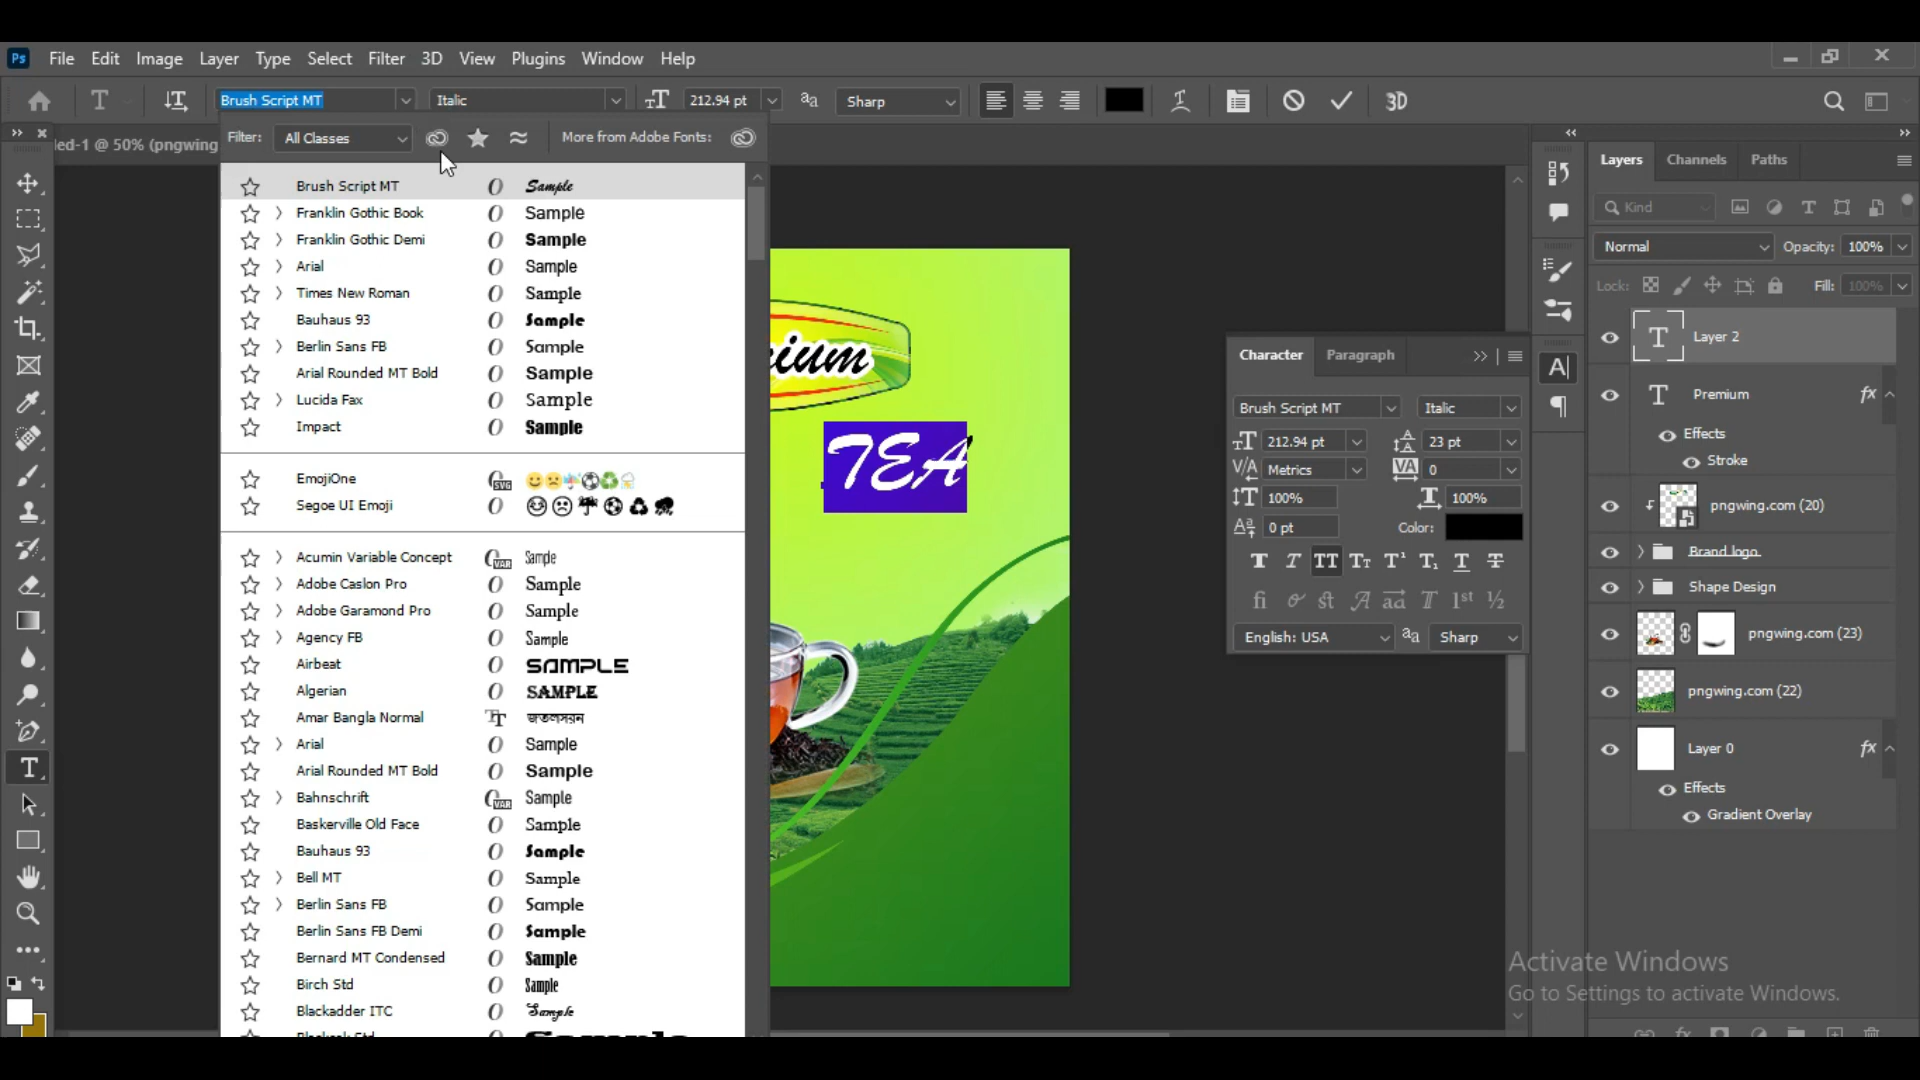 Ps File Edit Image Layer Type Select Filter 3D View Plugins Window Help
Brush Script MT Italic 212.94 pt Sharp 3D
Filter: All Classes More from Adobe Fonts:
led-1 @ 50% (pngwing
Brush Script MT O Sample
Franklin Gothic Book O Sample
Franklin Gothic Demi O Sample
Arial O Sample
Times New Roman O Sample
Bauhaus 93 O Sample
Berlin Sans FB O Sample
Arial Rounded MT Bold O Sample
Lucida Fax O Sample
Impact O Sample
EmojiOne SVG
Segoe UI Emoji O
Acumin Variable Concept VAR Sample
Adobe Caslon Pro O Sample
Adobe Garamond Pro O Sample
Agency FB O Sample
Airbeat O SAMPLE
Algerian O SAMPLE
Amar Bangla Normal
Arial O Sample
Arial Rounded MT Bold O Sample
Bahnschrift VAR Sample
Baskerville Old Face O Sample
Bauhaus 93 O Sample
Bell MT O Sample
Berlin Sans FB O Sample
Berlin Sans FB Demi O Sample
Bernard MT Condensed O Sample
Birch Std O Sample
Blackadder ITC O Sample
ium
TEA
Character Paragraph
Brush Script MT Italic
212.94 pt 23 pt
Metrics 0
100% 100%
0 pt Color:
English: USA Sharp
Layers Channels Paths
Kind
Normal Opacity: 100%
Lock: Fill: 100%
Layer 2
Premium fx
Effects
Stroke
pngwing.com (20)
Brand logo
Shape Design
pngwing.com (23)
pngwing.com (22)
Layer 0 fx
Effects
Gradient Overlay
Activate Windows
Go to Settings to activate Windows.